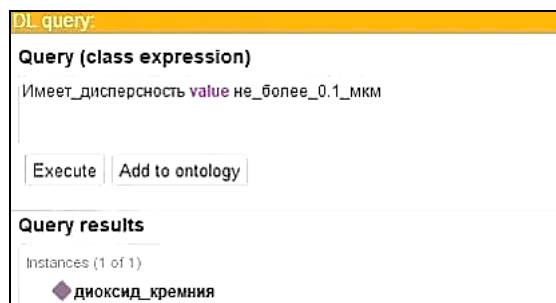 DL query:
Query (class expression)
Имеет_дисперсность value не_более_0.1_мкм
Execute Add to ontology
Query results
Instances (1 of 1)
диоксид_кремния